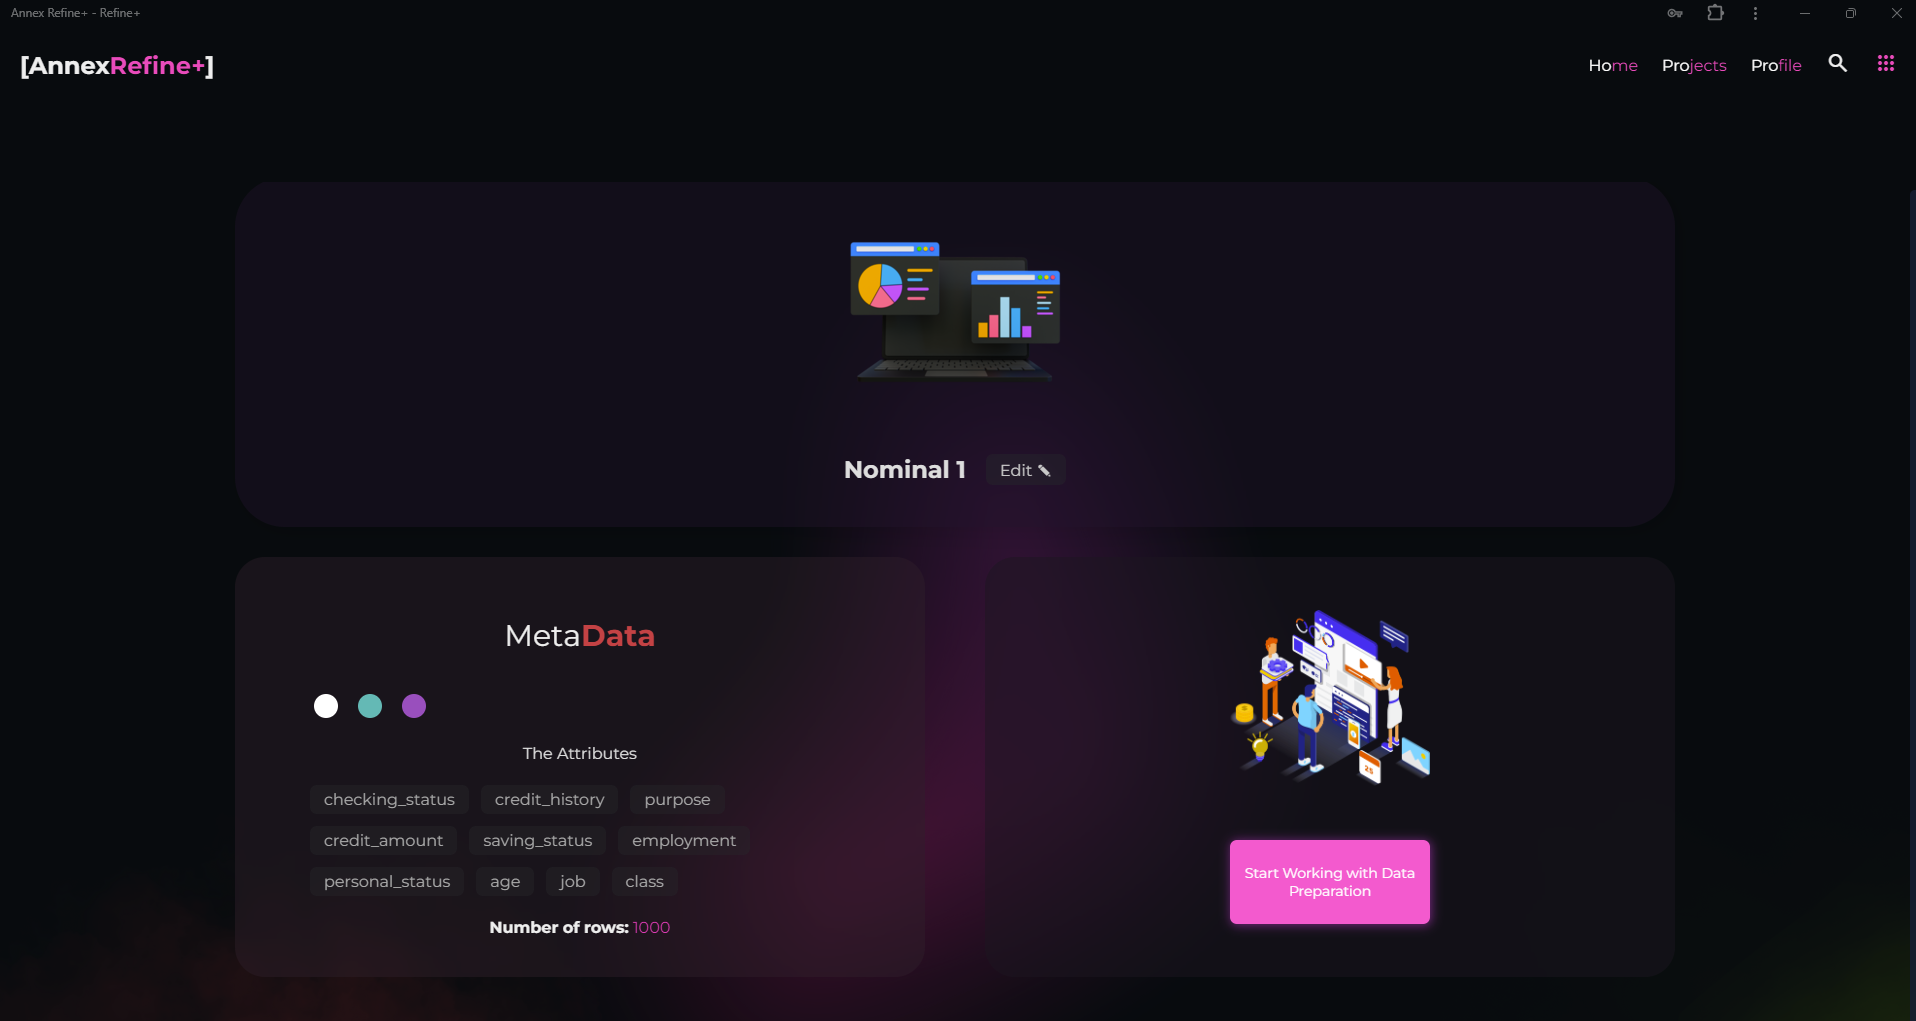 Annex Refine+ - Refine+
[AnnexRefine+]
Home Projects Profile
Nominal 1 Edit
MetaData
The Attributes
checking_status credit_history purpose
credit_amount saving_status employment
personal_status age job class
Number of rows: 1000
25
Start Working with Data
Preparation